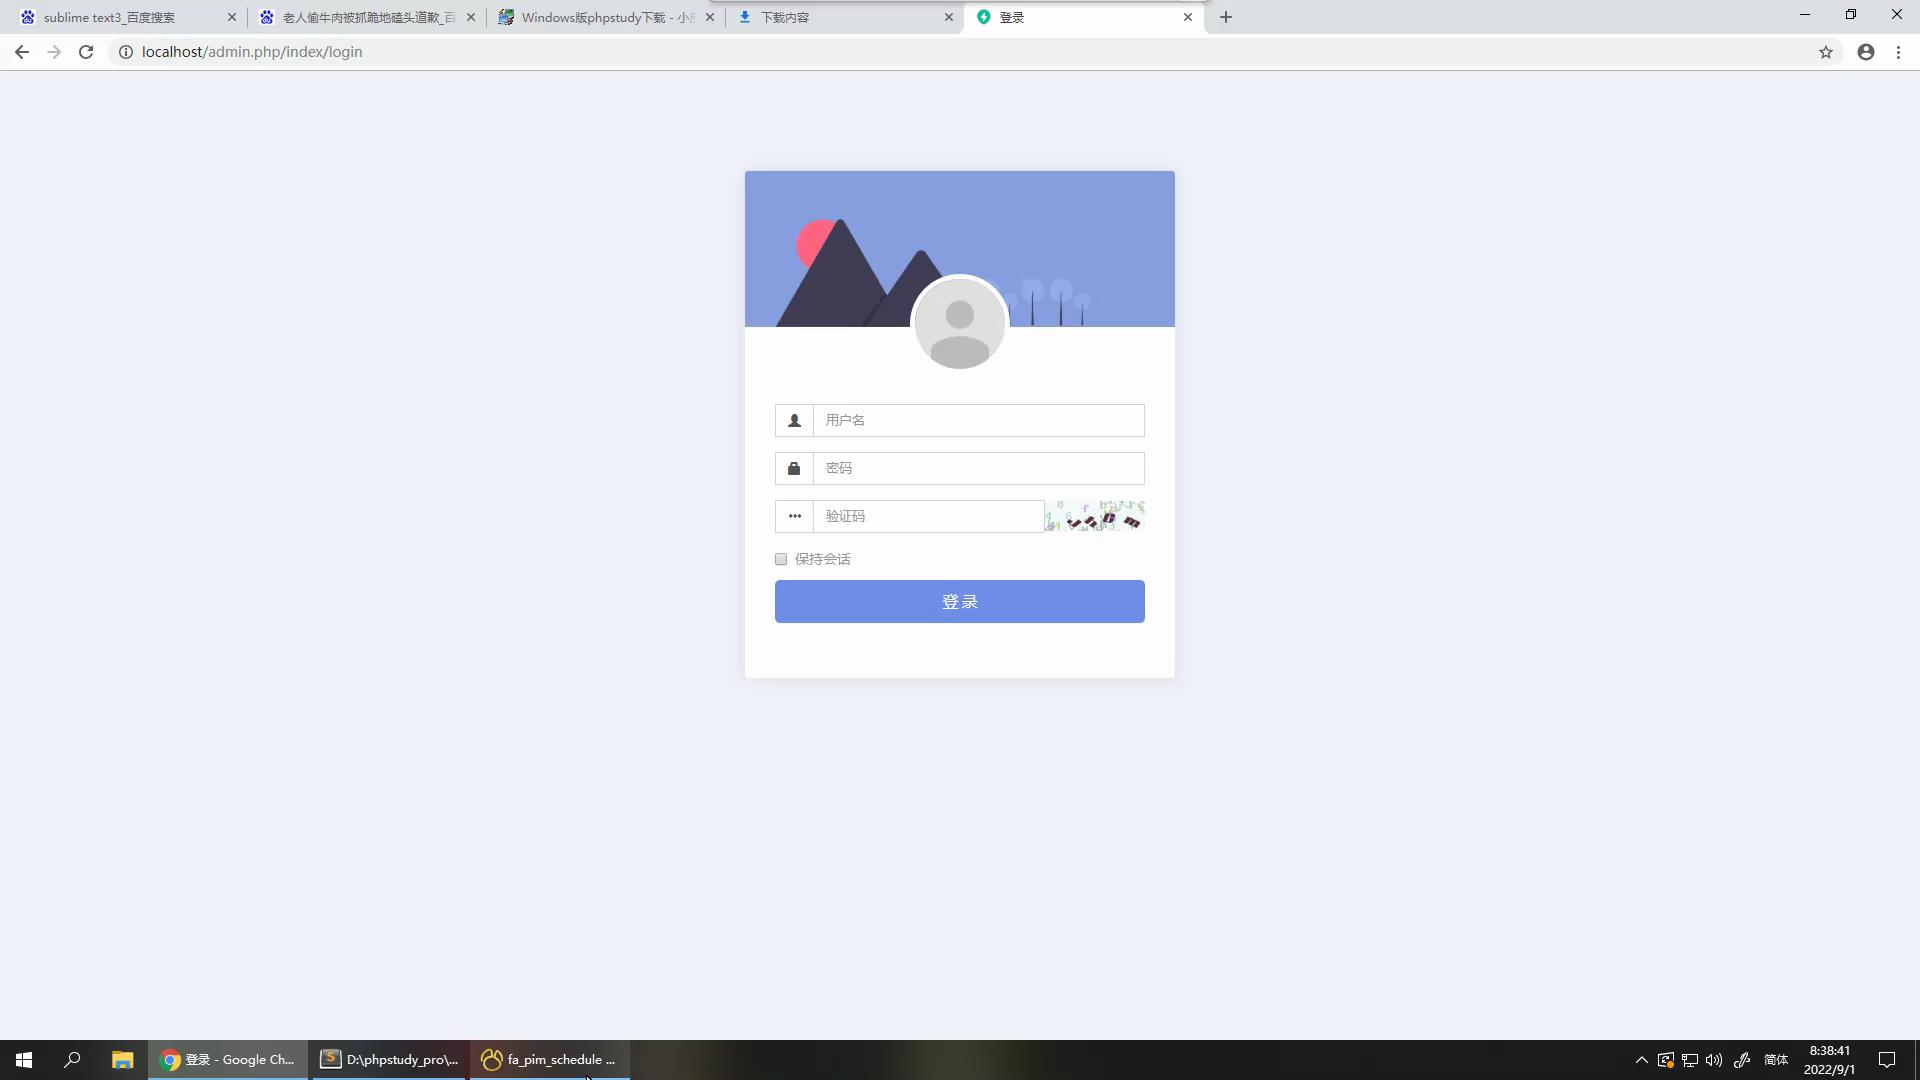 sublime text3_百度搜索
老人偷牛肉被抓跪地磕头道歉_百
Windows版phpstudy下载 - 小
下载内容
登录
localhost/admin.php/index/login
用户名
密码
验证码
保持会话
登录
登录 - Google Ch...
D:\phpstudy_pro\...
fa_pim_schedule ...
简体
8:38:41
2022/9/1